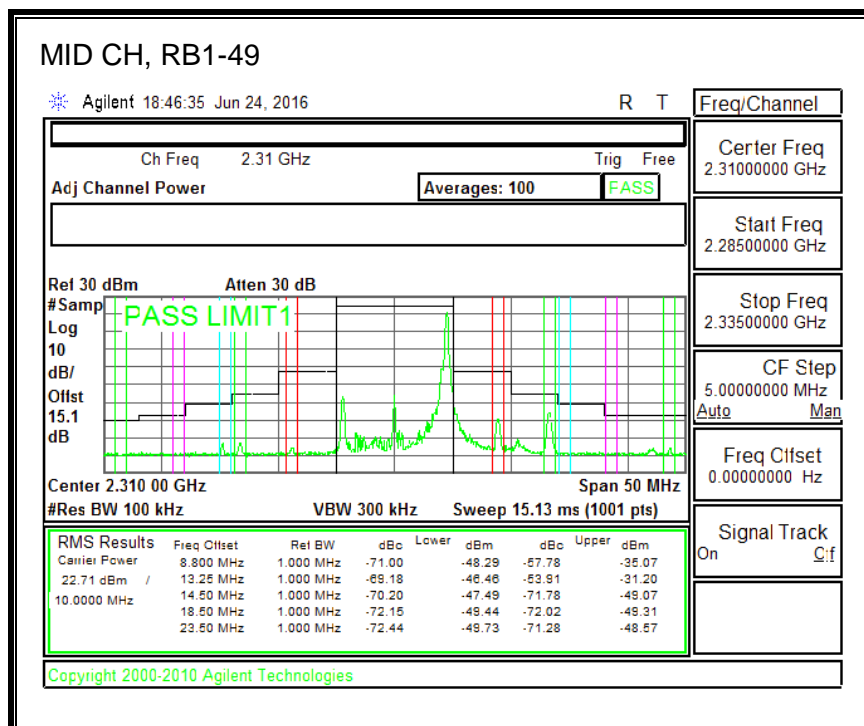 MID CH, RB1-49
Agilent 18:46:35 Jun 24, 2016 R T
Freq/Channel
Ch Freq 2.31 GHz Trig Free
Adj Channel Power Averages: 100 PASS
Center Freq
2.31000000 GHz
Start Freq
2.28500000 GHz
Stop Freq
2.33500000 GHz
CF Step
5.00000000 MHz
Auto Man
Freq Offset
0.00000000 Hz
Signal Track
On Off
Ref 30 dBm Atten 30 dB
#Samp
Log
10
dB/
Offst
15.1
dB
PASS LIMIT1
Center 2.310 00 GHz Span 50 MHz
#Res BW 100 kHz VBW 300 kHz Sweep 15.13 ms (1001 pts)
RMS Results Freq Offset Ref BW dBc Lower dBm dBc Upper dBm
Carrier Power 8.800 MHz 1.000 MHz -71.00 -48.29 -57.78 -35.07
22.71 dBm / 13.25 MHz 1.000 MHz -69.18 -46.46 -53.91 -31.20
10.0000 MHz 14.50 MHz 1.000 MHz -70.20 -47.49 -71.78 -49.07
18.50 MHz 1.000 MHz -72.15 -49.44 -72.02 -49.31
23.50 MHz 1.000 MHz -72.44 -49.73 -71.28 -48.57
Copyright 2000-2010 Agilent Technologies